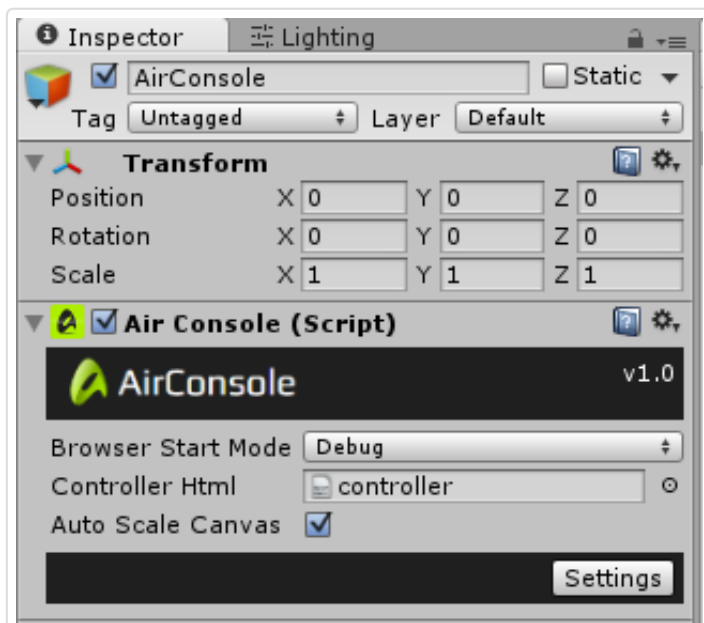 Inspector Lighting
AirConsole Static
Tag Untagged Layer Default
Transform
Position X 0 Y 0 Z 0
Rotation X 0 Y 0 Z 0
Scale X 1 Y 1 Z 1
Air Console (Script)
AirConsole v1.0
Browser Start Mode Debug
Controller Html controller
Auto Scale Canvas
Settings